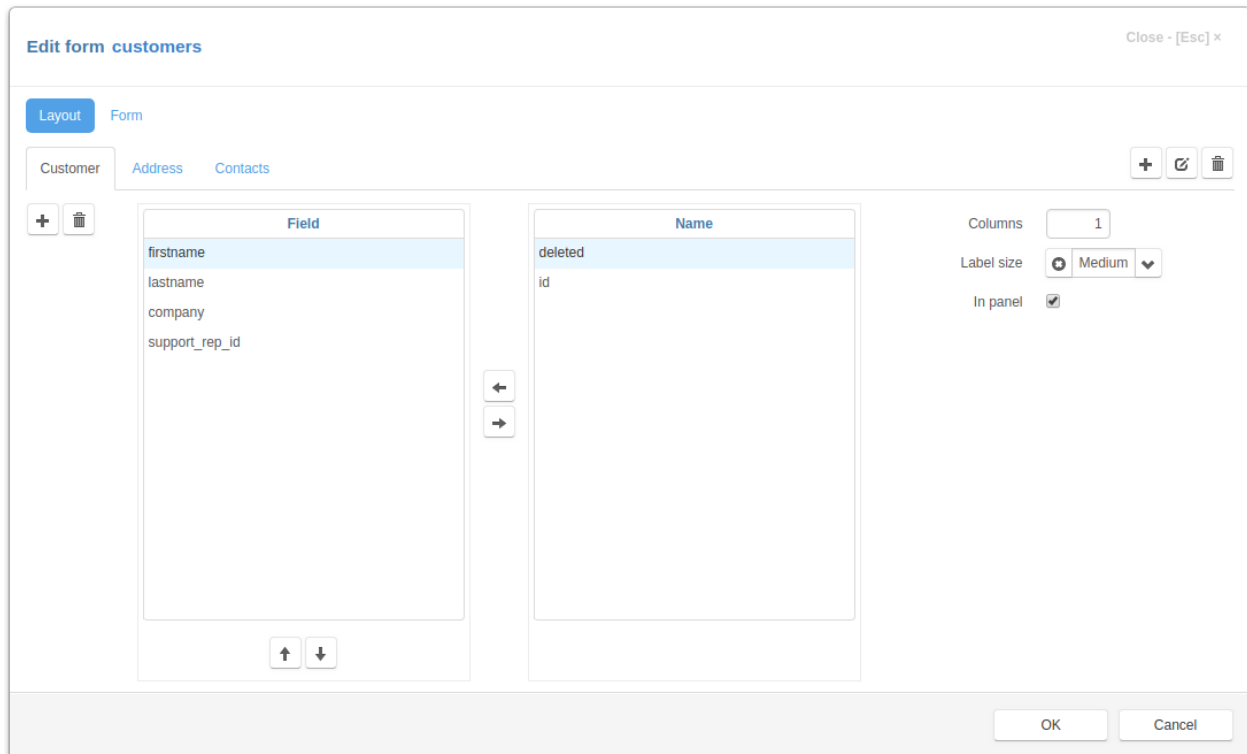 Edit form customers
Close - [Esc] ×
Layout Form
Customer Address Contacts
Field
firstname
lastname
company
support_rep_id
Name
deleted
id
Columns 1
Label size Medium
In panel
OK Cancel